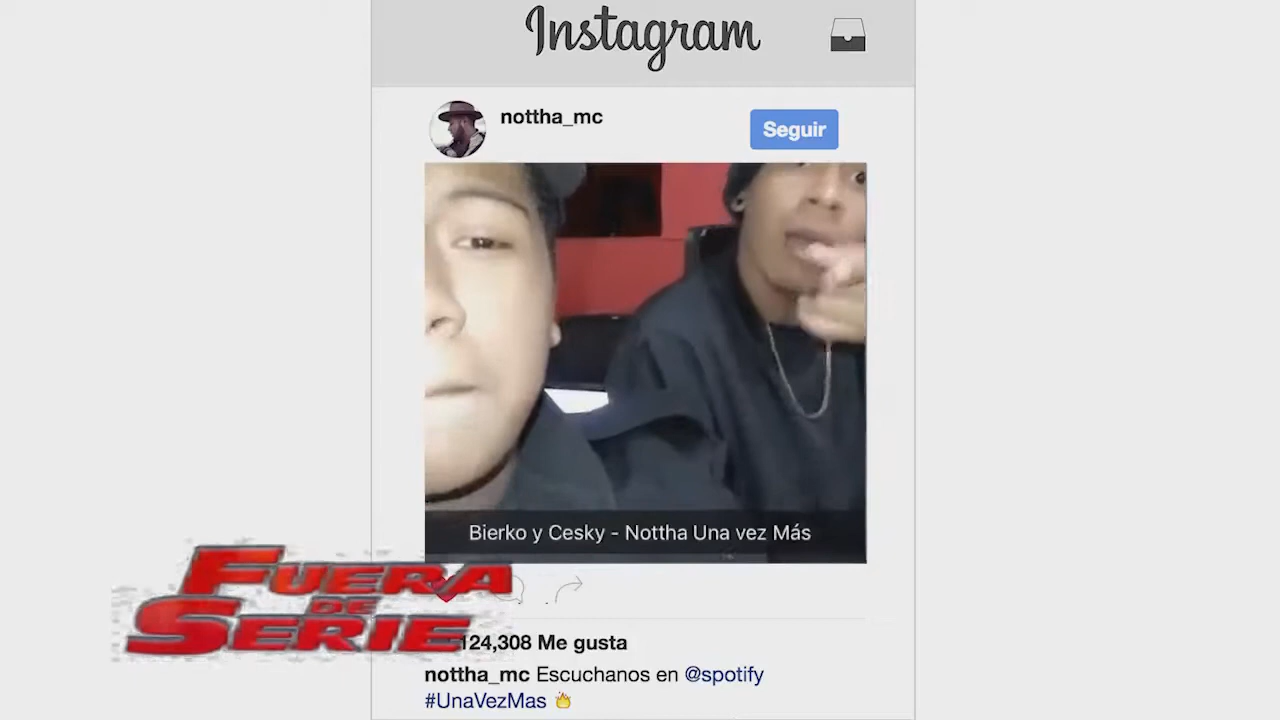 Instagram
nottha_mc
Seguir
Bierko y Cesky - Nottha Una vez Más
FUERA
DE
SERIE
124,308 Me gusta
nottha_mc Escuchanos en @spotify
#UnaVezMas 🔥